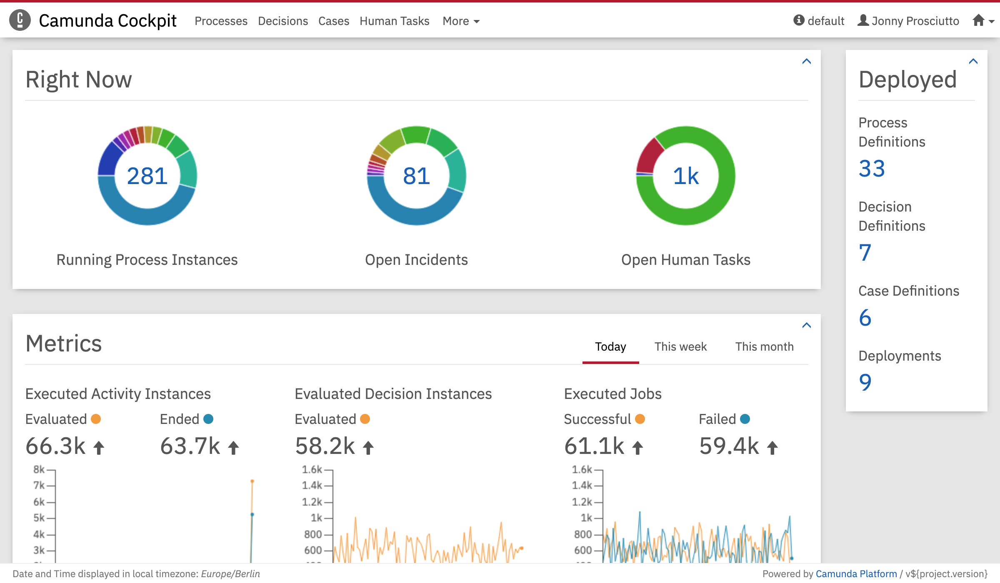 Camunda Cockpit Processes Decisions Cases Human Tasks More default Jonny Prosciutto
Right Now
281
81
1k
Running Process Instances
Open Incidents
Open Human Tasks
Deployed
Process
Definitions
33
Decision
Definitions
7
Case Definitions
6
Deployments
9
Metrics
Today This week This month
Executed Activity Instances
Evaluated Ended
66.3k 63.7k
8k
7k
6k
5k
4k
3k
Evaluated Decision Instances
Evaluated
58.2k
1.6k
1.4k
1.2k
1k
800
600
Executed Jobs
Successful Failed
61.1k 59.4k
1.6k
1.4k
1.2k
1k
800
600
Date and Time displayed in local timezone: Europe/Berlin
Powered by Camunda Platform / v${project.version}